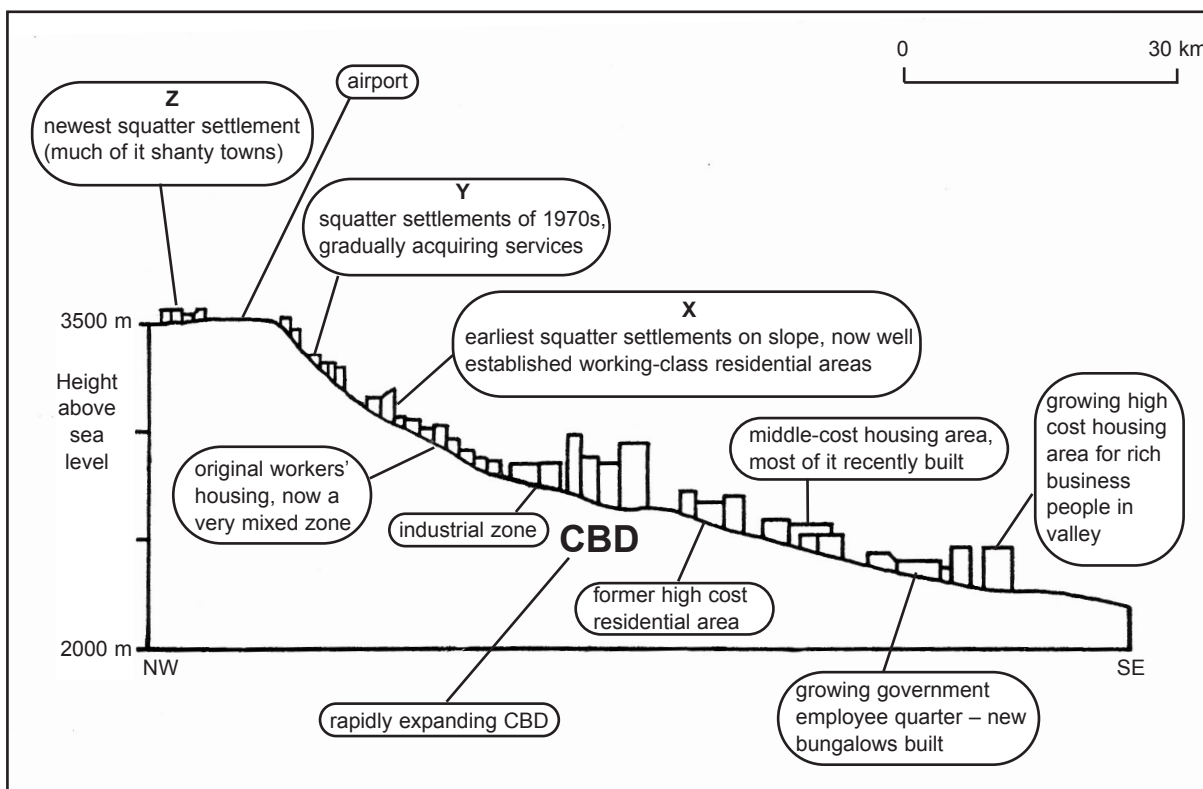 0
30 km
airport
Z
newest squatter settlement
(much of it shanty towns)
Y
squatter settlements of 1970s,
gradually acquiring services
X
earliest squatter settlements on slope, now well
established working-class residential areas
3500 m
Height
above
sea
level
2000 m
NW
SE
original workers'
housing, now a
very mixed zone
industrial zone
CBD
rapidly expanding CBD
former high cost
residential area
middle-cost housing area,
most of it recently built
growing high
cost housing
area for rich
business
people in
valley
growing government
employee quarter – new
bungalows built